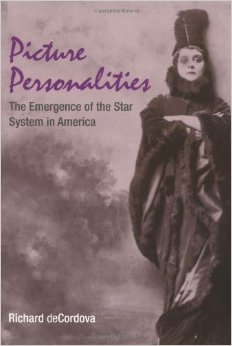 Picture
Personalities
The Emergence of the Star
System in America
Richard deCordova